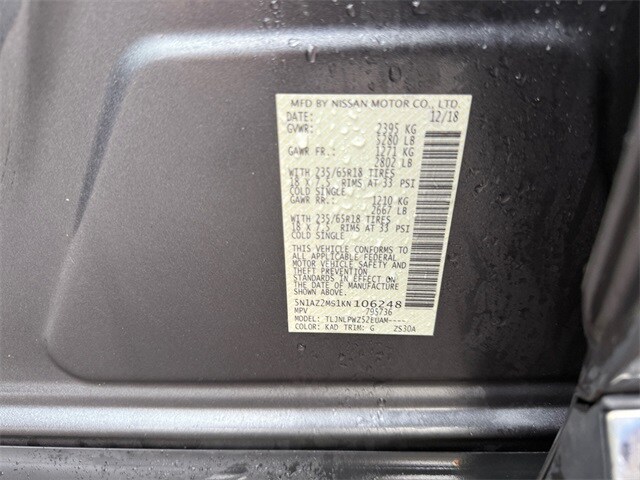 MFD BY NISSAN MOTOR CO., LTD.
DATE: 12/18
GVWR: 2395 KG
5280 LB
GAWR FR.: 1271 KG
2802 LB
WITH 235/65R18 TIRES
18 X 7.5 RIMS AT 33 PSI
COLD SINGLE
GAWR RR.: 1210 KG
2667 LB
WITH 235/65R18 TIRES
18 X 7.5 RIMS AT 33 PSI
COLD SINGLE
THIS VEHICLE CONFORMS TO
ALL APPLICABLE FEDERAL
MOTOR VEHICLE SAFETY AND
THEFT PREVENTION
STANDARDS IN EFFECT ON
THE DATE OF MANUFACTURE
SHOWN ABOVE.
5N1AZ2MS1KN106248
MPV 795736
MODEL: TLJNLPWZ52EUAM----
COLOR: KAD TRIM: G 2S30A